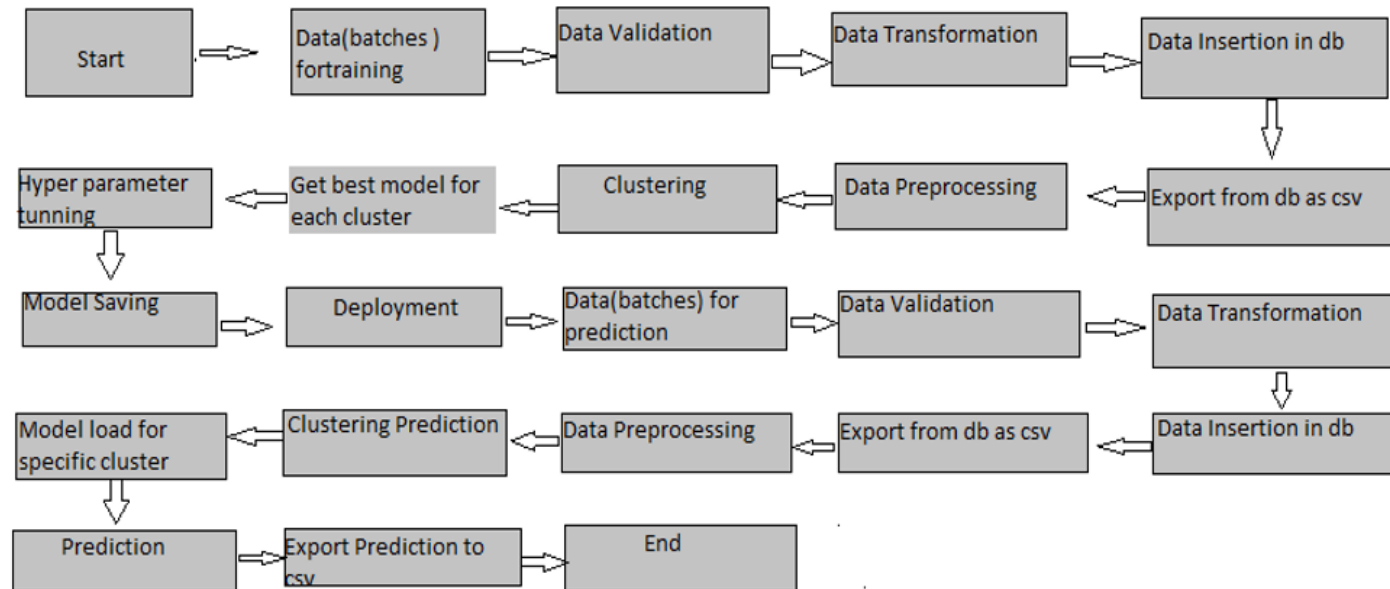 Start
Data(batches )
fortraining
Data Validation
Data Transformation
Data Insertion in db
Hyper parameter
tunning
Get best model for
each cluster
Clustering
Data Preprocessing
Export from db as csv
Model Saving
Deployment
Data(batches) for
prediction
Data Validation
Data Transformation
Model load for
specific cluster
Clustering Prediction
Data Preprocessing
Export from db as csv
Data Insertion in db
Prediction
Export Prediction to
csv
End